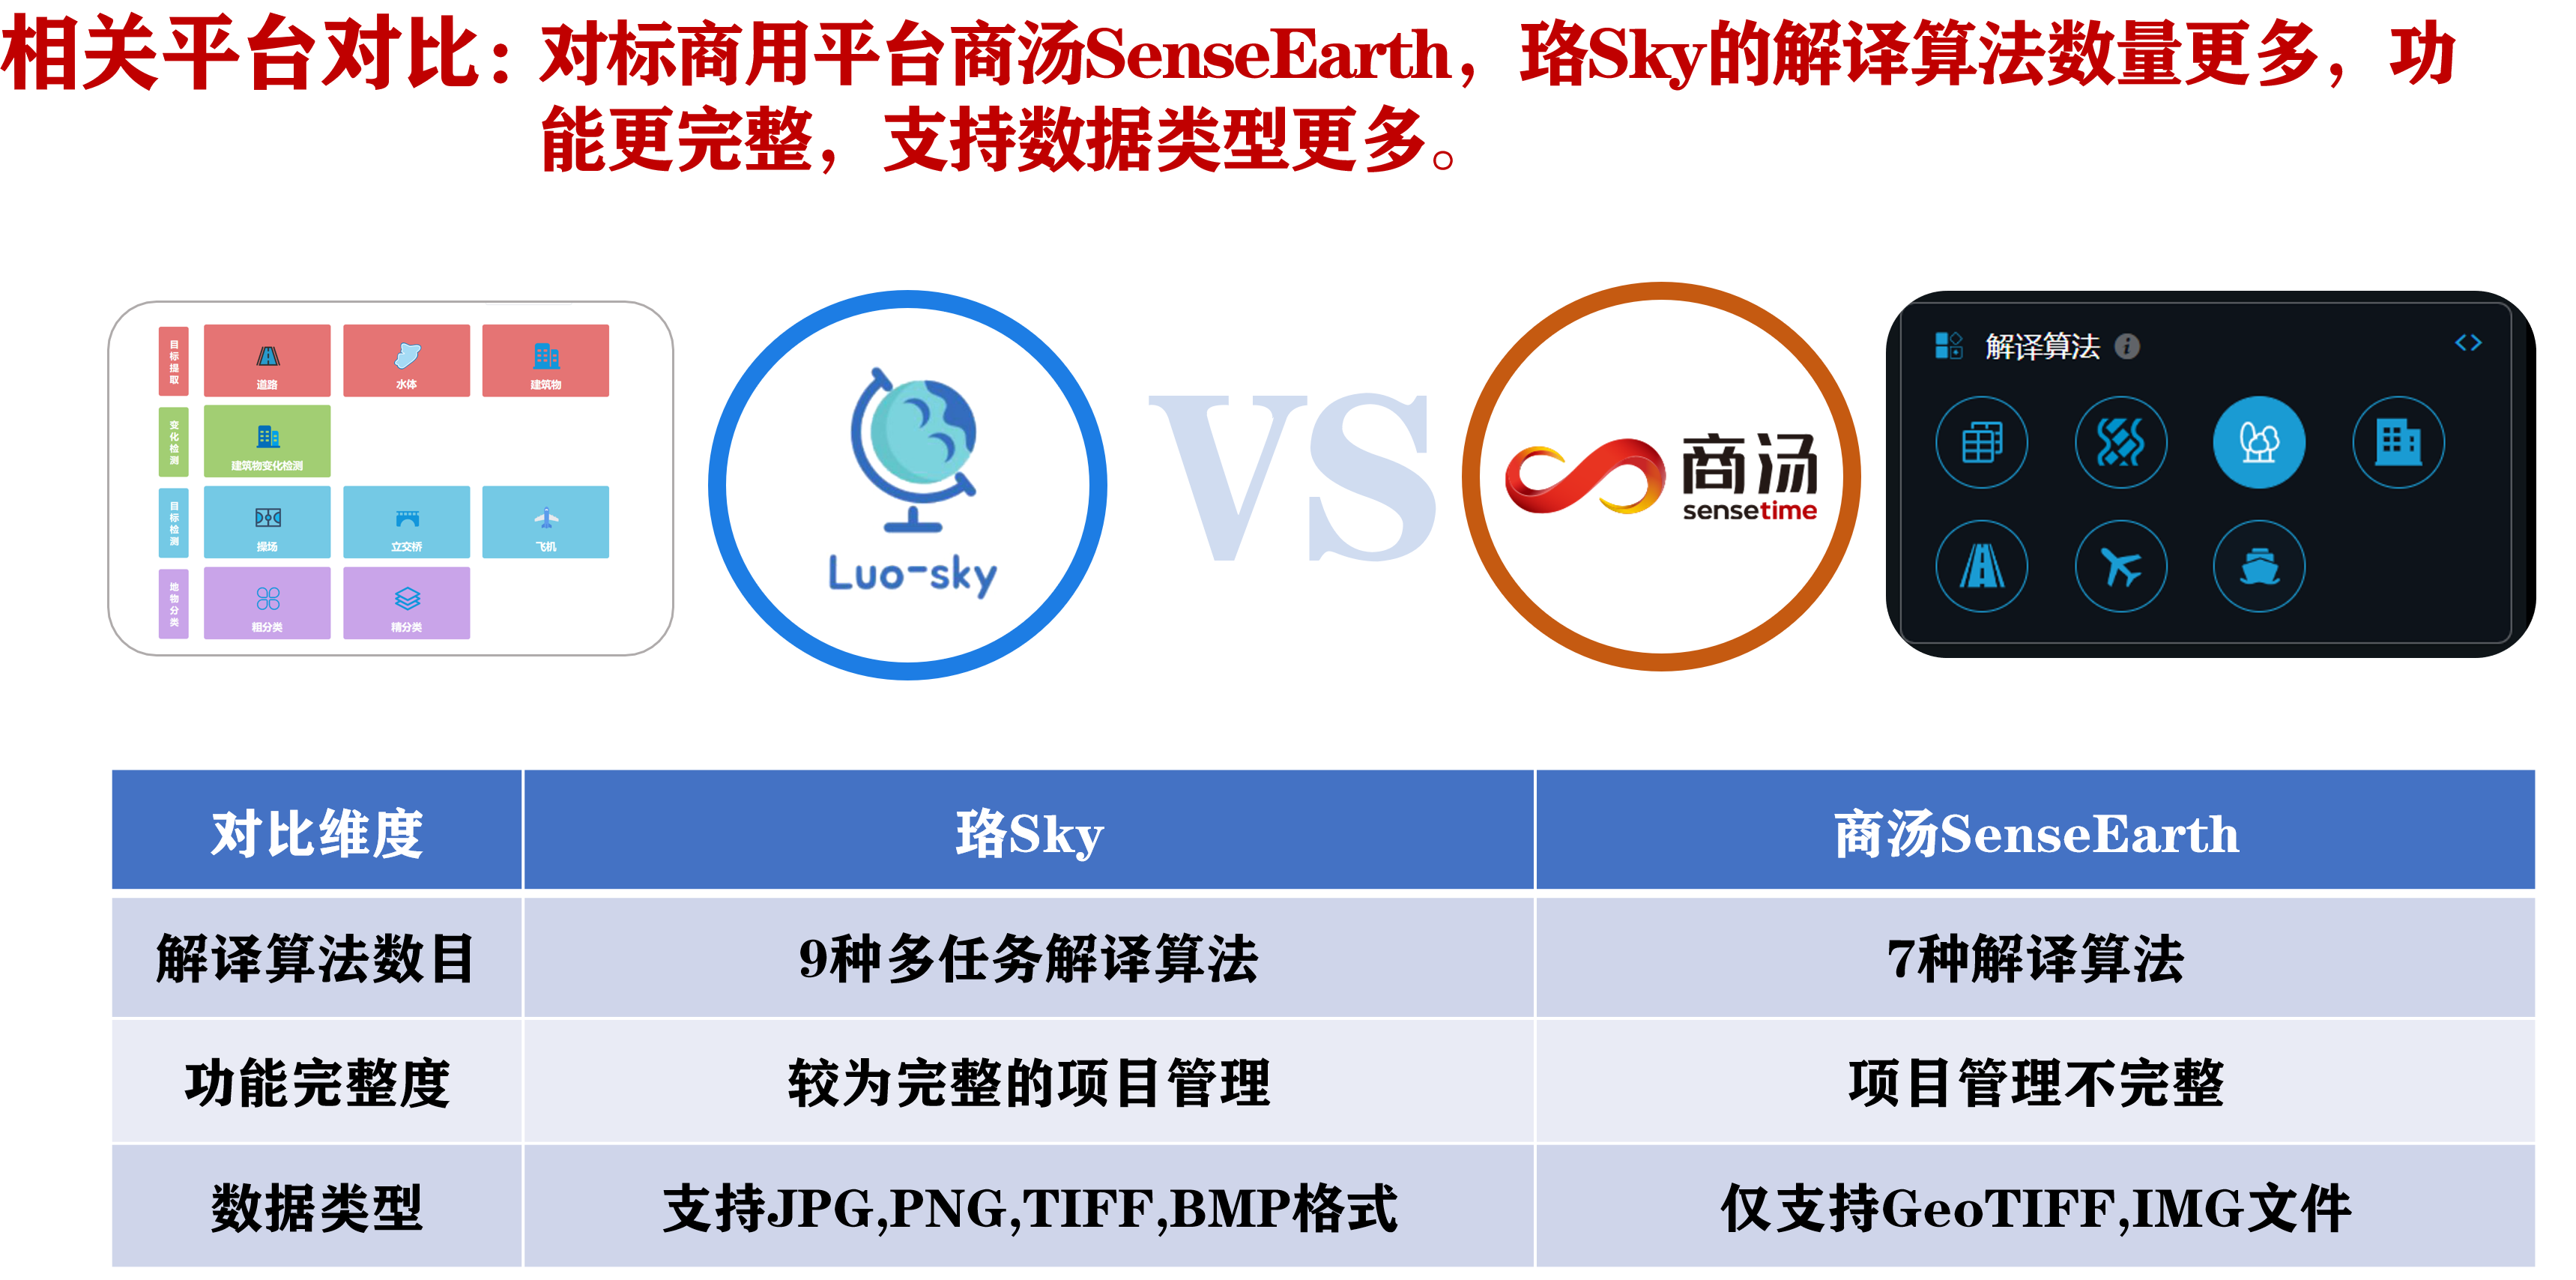 相关平台对比：对标商用平台商汤SenseEarth，珞Sky的解译算法数量更多，功
能更完整，支持数据类型更多。
目标提取
道路
水体
建筑物
变化检测
建筑物变化检测
目标检测
操场
立交桥
飞机
地物分类
粗分类
精分类
Luo-sky
VS
商汤
sensetime
解译算法 i
<>
对比维度 珞Sky 商汤SenseEarth
解译算法数目 9种多任务解译算法 7种解译算法
功能完整度 较为完整的项目管理 项目管理不完整
数据类型 支持JPG,PNG,TIFF,BMP格式 仅支持GeoTIFF,IMG文件